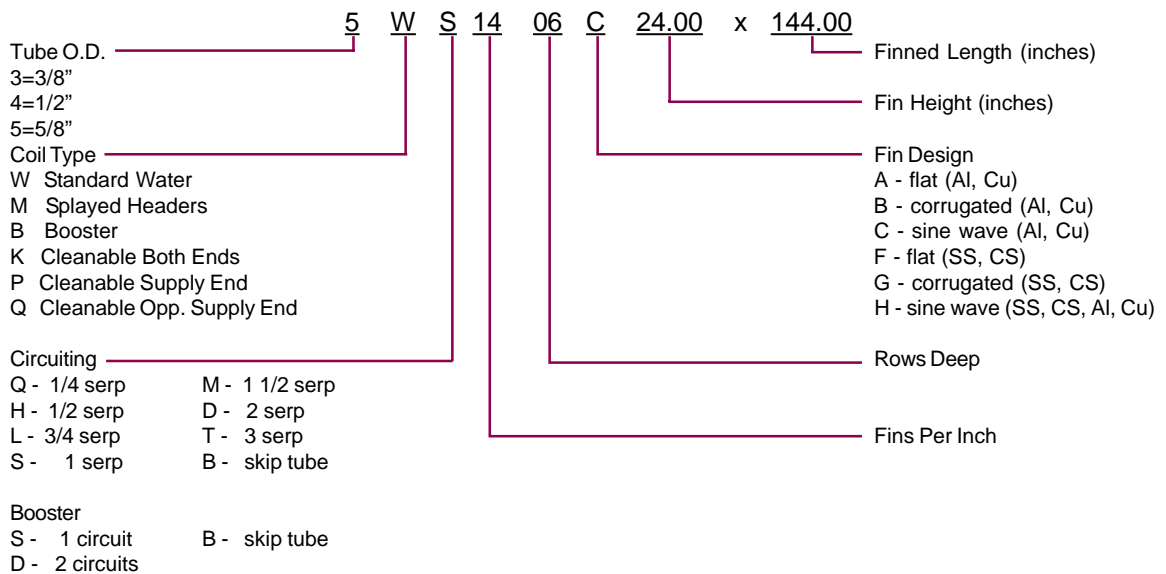 5 W S 14 06 C 24.00 x 144.00
Tube O.D.
3=3/8”
4=1/2”
5=5/8”
Coil Type
W Standard Water
M Splayed Headers
B Booster
K Cleanable Both Ends
P Cleanable Supply End
Q Cleanable Opp. Supply End
Circuiting
Q - 1/4 serp M - 1 1/2 serp
H - 1/2 serp D - 2 serp
L - 3/4 serp T - 3 serp
S - 1 serp B - skip tube
Booster
S - 1 circuit B - skip tube
D - 2 circuits
Finned Length (inches)
Fin Height (inches)
Fin Design
A - flat (Al, Cu)
B - corrugated (Al, Cu)
C - sine wave (Al, Cu)
F - flat (SS, CS)
G - corrugated (SS, CS)
H - sine wave (SS, CS, Al, Cu)
Rows Deep
Fins Per Inch